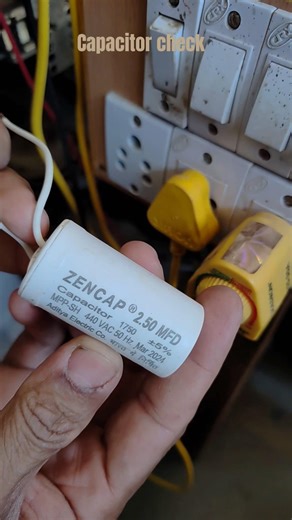 Capacitor check
ZENCAP® 2.50 MFD
Capacitor 1750 ±5%
MPP-SH 440 VAC 50 Hz, Mar 2024
Aditya Electric Co.